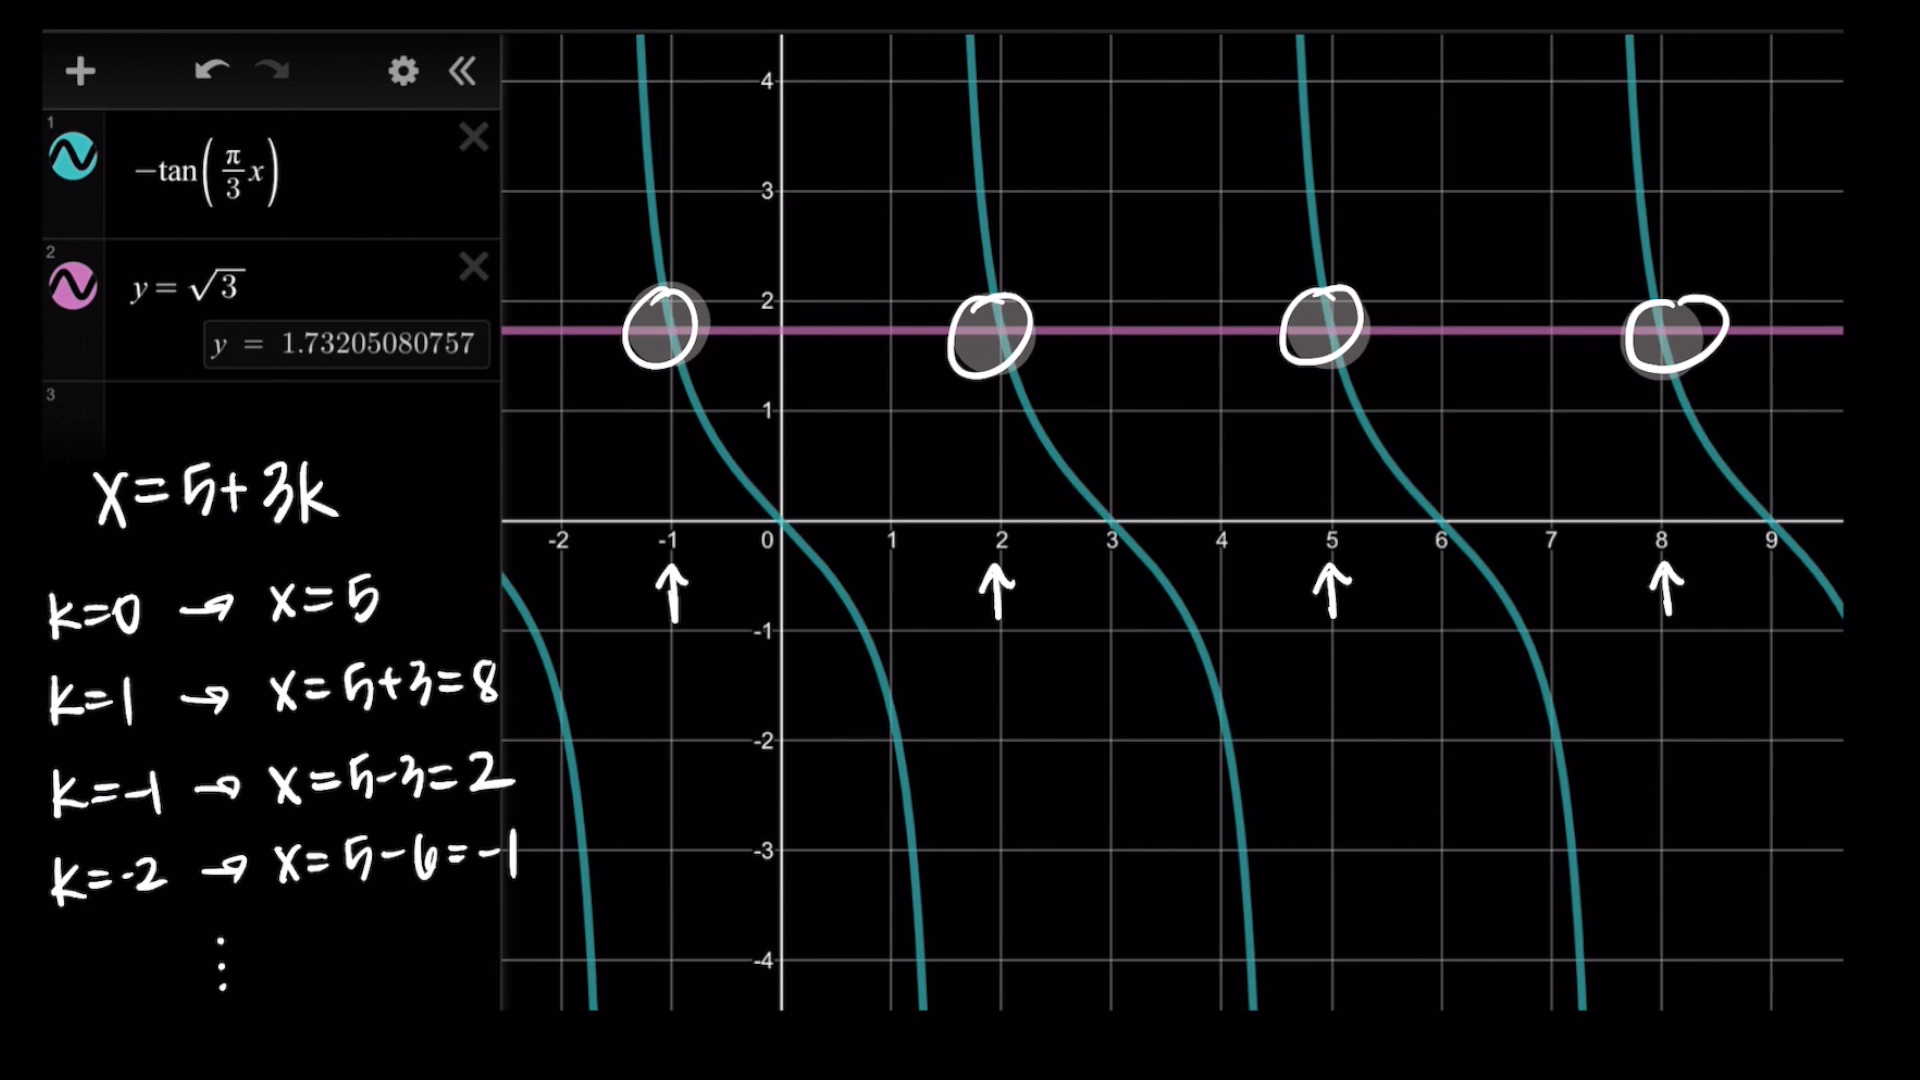 1
−tan(π/3 x)
2
y = √3
y = 1.73205080757
3
x = 5 + 3k
k=0 → x = 5
k=1 → x = 5+3 = 8
k=-1 → x = 5-3 = 2
k=-2 → x = 5-6 = -1
⋮
4
3
2
1
-2 -1 0 1 2 3 4 5 6 7 8 9
-1
-2
-3
-4